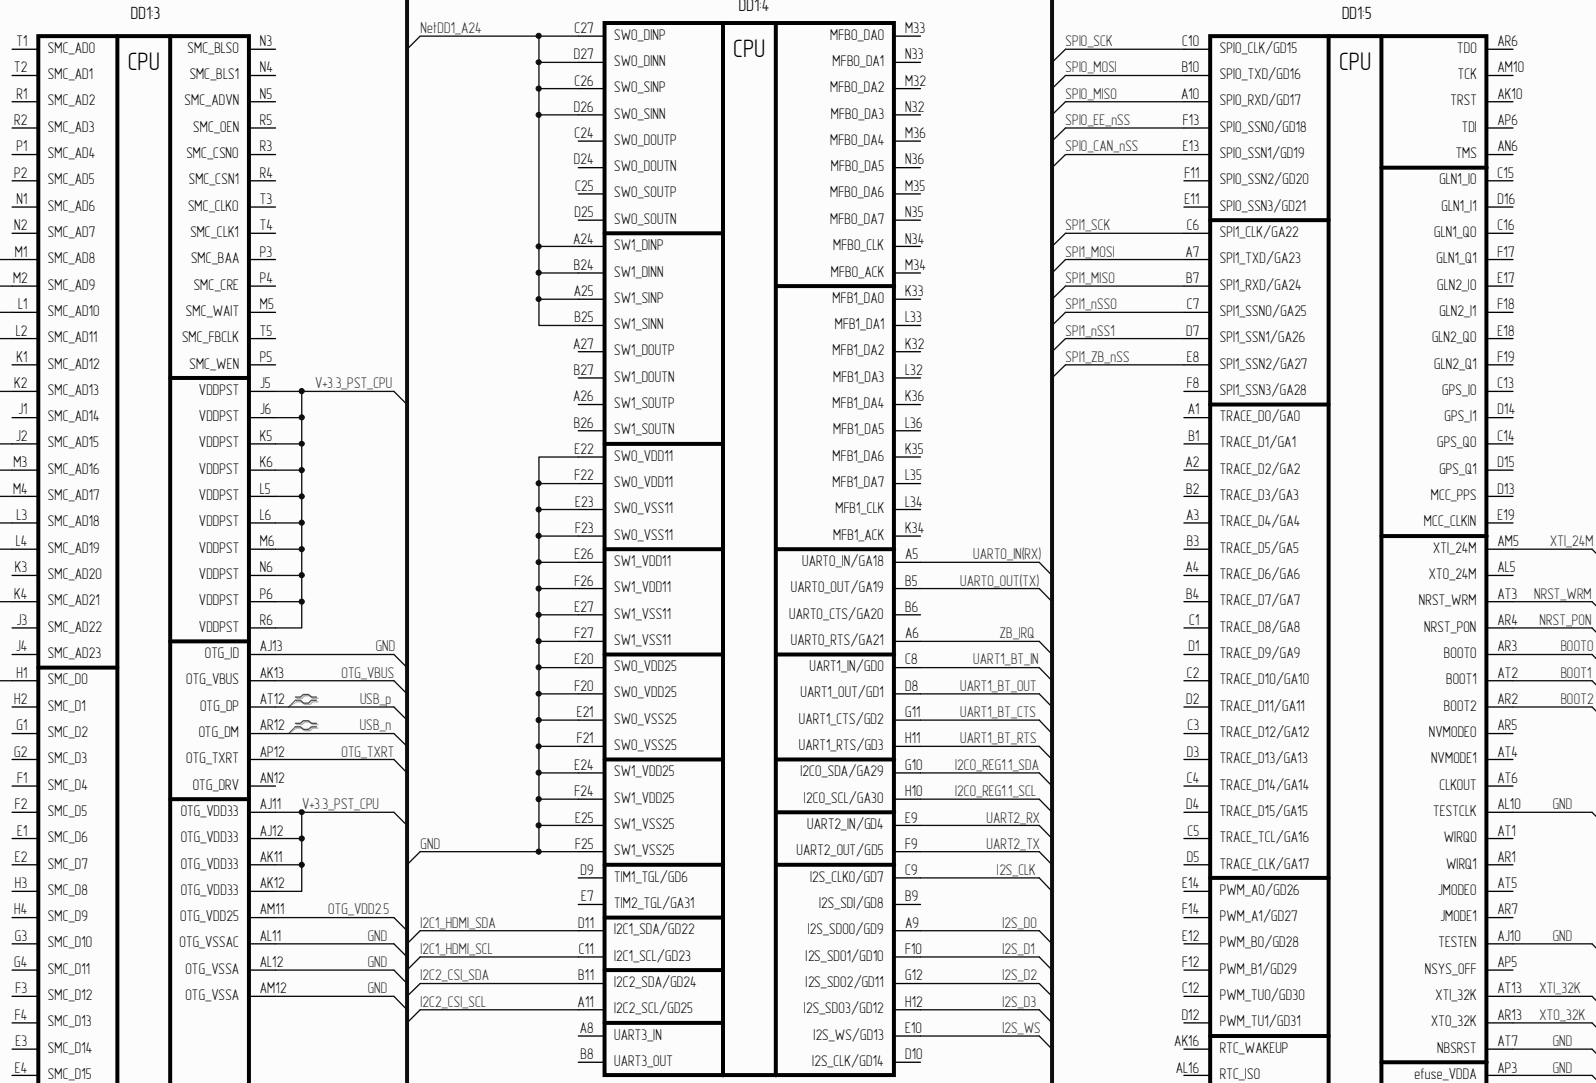 DD1:3
CPU
T1 SMC_AD0 SMC_BLS0 N3
T2 SMC_AD1 SMC_BLS1 N4
R1 SMC_AD2 SMC_ADVN N5
R2 SMC_AD3 SMC_OEN R5
P1 SMC_AD4 SMC_CSN0 R3
P2 SMC_AD5 SMC_CSN1 R4
N1 SMC_AD6 SMC_CLK0 T3
N2 SMC_AD7 SMC_CLK1 T4
M1 SMC_AD8 SMC_BAA P3
M2 SMC_AD9 SMC_CRE P4
L1 SMC_AD10 SMC_WAIT M5
L2 SMC_AD11 SMC_FBCLK T5
K1 SMC_AD12 SMC_WEN P5
K2 SMC_AD13 VDDPST J5 V+3.3_PST_CPU
J1 SMC_AD14 VDDPST J6
J2 SMC_AD15 VDDPST K5
M3 SMC_AD16 VDDPST K6
M4 SMC_AD17 VDDPST L5
L3 SMC_AD18 VDDPST L6
L4 SMC_AD19 VDDPST M6
K3 SMC_AD20 VDDPST N6
K4 SMC_AD21 VDDPST P6
J3 SMC_AD22 VDDPST R6
J4 SMC_AD23 OTG_ID AJ13 GND
H1 SMC_D0 OTG_VBUS AK13 OTG_VBUS
H2 SMC_D1 OTG_DP AT12 USB_p
G1 SMC_D2 OTG_DM AR12 USB_n
G2 SMC_D3 OTG_TXRT AP12 OTG_TXRT
F1 SMC_D4 OTG_DRV AN12
F2 SMC_D5 OTG_VDD33 AJ11 V+3.3_PST_CPU
E1 SMC_D6 OTG_VDD33 AJ12
E2 SMC_D7 OTG_VDD33 AK11
H3 SMC_D8 OTG_VDD33 AK12
H4 SMC_D9 OTG_VDD25 AM11 OTG_VDD2.5
G3 SMC_D10 OTG_VSSAC AL11 GND
G4 SMC_D11 OTG_VSSA AL12 GND
F3 SMC_D12 OTG_VSSA AM12 GND
F4 SMC_D13
E3 SMC_D14
E4 SMC_D15
DD1:4
CPU
NetDD1_A24 C27 SW0_DINP MFB0_DA0 M33
D27 SW0_DINN MFB0_DA1 N33
C26 SW0_SINP MFB0_DA2 M32
D26 SW0_SINN MFB0_DA3 N32
C24 SW0_DOUTP MFB0_DA4 M36
D24 SW0_DOUTN MFB0_DA5 N36
C25 SW0_SOUTP MFB0_DA6 M35
D25 SW0_SOUTN MFB0_DA7 N35
A24 SW1_DINP MFB0_CLK N34
B24 SW1_DINN MFB0_ACK M34
A25 SW1_SINP MFB1_DA0 K33
B25 SW1_SINN MFB1_DA1 L33
A27 SW1_DOUTP MFB1_DA2 K32
B27 SW1_DOUTN MFB1_DA3 L32
A26 SW1_SOUTP MFB1_DA4 K36
B26 SW1_SOUTN MFB1_DA5 L36
E22 SW0_VDD11 MFB1_DA6 K35
F22 SW0_VDD11 MFB1_DA7 L35
E23 SW0_VSS11 MFB1_CLK L34
F23 SW0_VSS11 MFB1_ACK K34
E26 SW1_VDD11 UART0_IN/GA18 A5 UART0_IN(RX)
F26 SW1_VDD11 UART0_OUT/GA19 B5 UART0_OUT(TX)
E27 SW1_VSS11 UART0_CTS/GA20 B6
F27 SW1_VSS11 UART0_RTS/GA21 A6 ZB_IRQ
E20 SW0_VDD25 UART1_IN/GD0 C8 UART1_BT_IN
F20 SW0_VDD25 UART1_OUT/GD1 D8 UART1_BT_OUT
E21 SW0_VSS25 UART1_CTS/GD2 G11 UART1_BT_CTS
F21 SW0_VSS25 UART1_RTS/GD3 H11 UART1_BT_RTS
E24 SW1_VDD25 I2C0_SDA/GA29 G10 I2C0_REG1.1_SDA
F24 SW1_VDD25 I2C0_SCL/GA30 H10 I2C0_REG1.1_SCL
E25 SW1_VSS25 UART2_IN/GD4 E9 UART2_RX
GND F25 SW1_VSS25 UART2_OUT/GD5 F9 UART2_TX
D9 TIM1_TGL/GD6 I2S_CLK0/GD7 C9 I2S_CLK
E7 TIM2_TGL/GA31 I2S_SDI/GD8 B9
I2C1_HDMI_SDA D11 I2C1_SDA/GD22 I2S_SDO0/GD9 A9 I2S_D0
I2C1_HDMI_SCL C11 I2C1_SCL/GD23 I2S_SDO1/GD10 F10 I2S_D1
I2C2_CSI_SDA B11 I2C2_SDA/GD24 I2S_SDO2/GD11 G12 I2S_D2
I2C2_CSI_SCL A11 I2C2_SCL/GD25 I2S_SDO3/GD12 H12 I2S_D3
A8 UART3_IN I2S_WS/GD13 E10 I2S_WS
B8 UART3_OUT I2S_CLK/GD14 D10
DD1:5
CPU
SPI0_SCK C10 SPI0_CLK/GD15 TDO AR6
SPI0_MOSI B10 SPI0_TXD/GD16 TCK AM10
SPI0_MISO A10 SPI0_RXD/GD17 TRST AK10
SPI0_EE_nSS F13 SPI0_SSN0/GD18 TDI AP6
SPI0_CAN_nSS E13 SPI0_SSN1/GD19 TMS AN6
F11 SPI0_SSN2/GD20 GLN1_I0 C15
E11 SPI0_SSN3/GD21 GLN1_I1 D16
SPI1_SCK C6 SPI1_CLK/GA22 GLN1_Q0 C16
SPI1_MOSI A7 SPI1_TXD/GA23 GLN1_Q1 F17
SPI1_MISO B7 SPI1_RXD/GA24 GLN2_I0 E17
SPI1_nSS0 C7 SPI1_SSN0/GA25 GLN2_I1 F18
SPI1_nSS1 D7 SPI1_SSN1/GA26 GLN2_Q0 E18
SPI1_ZB_nSS E8 SPI1_SSN2/GA27 GLN2_Q1 F19
F8 SPI1_SSN3/GA28 GPS_I0 C13
A1 TRACE_D0/GA0 GPS_I1 D14
B1 TRACE_D1/GA1 GPS_Q0 C14
A2 TRACE_D2/GA2 GPS_Q1 D15
B2 TRACE_D3/GA3 MCC_PPS D13
A3 TRACE_D4/GA4 MCC_CLKIN E19
B3 TRACE_D5/GA5 XTI_24M AM5 XTI_24M
A4 TRACE_D6/GA6 XTO_24M AL5
B4 TRACE_D7/GA7 NRST_WRM AT3 NRST_WRM
C1 TRACE_D8/GA8 NRST_PON AR4 NRST_PON
D1 TRACE_D9/GA9 BOOT0 AR3 BOOT0
C2 TRACE_D10/GA10 BOOT1 AT2 BOOT1
D2 TRACE_D11/GA11 BOOT2 AR2 BOOT2
C3 TRACE_D12/GA12 NVMODE0 AR5
D3 TRACE_D13/GA13 NVMODE1 AT4
C4 TRACE_D14/GA14 CLKOUT AT6
D4 TRACE_D15/GA15 TESTCLK AL10 GND
C5 TRACE_TCL/GA16 WIRQ0 AT1
D5 TRACE_CLK/GA17 WIRQ1 AR1
E14 PWM_A0/GD26 JMODE0 AT5
F14 PWM_A1/GD27 JMODE1 AR7
E12 PWM_B0/GD28 TESTEN AJ10 GND
F12 PWM_B1/GD29 NSYS_OFF AP5
C12 PWM_TU0/GD30 XTI_32K AT13 XTI_32K
D12 PWM_TU1/GD31 XTO_32K AR13 XTO_32K
AK16 RTC_WAKEUP NBSRST AT7 GND
AL16 RTC_ISO efuse_VDDA AP3 GND